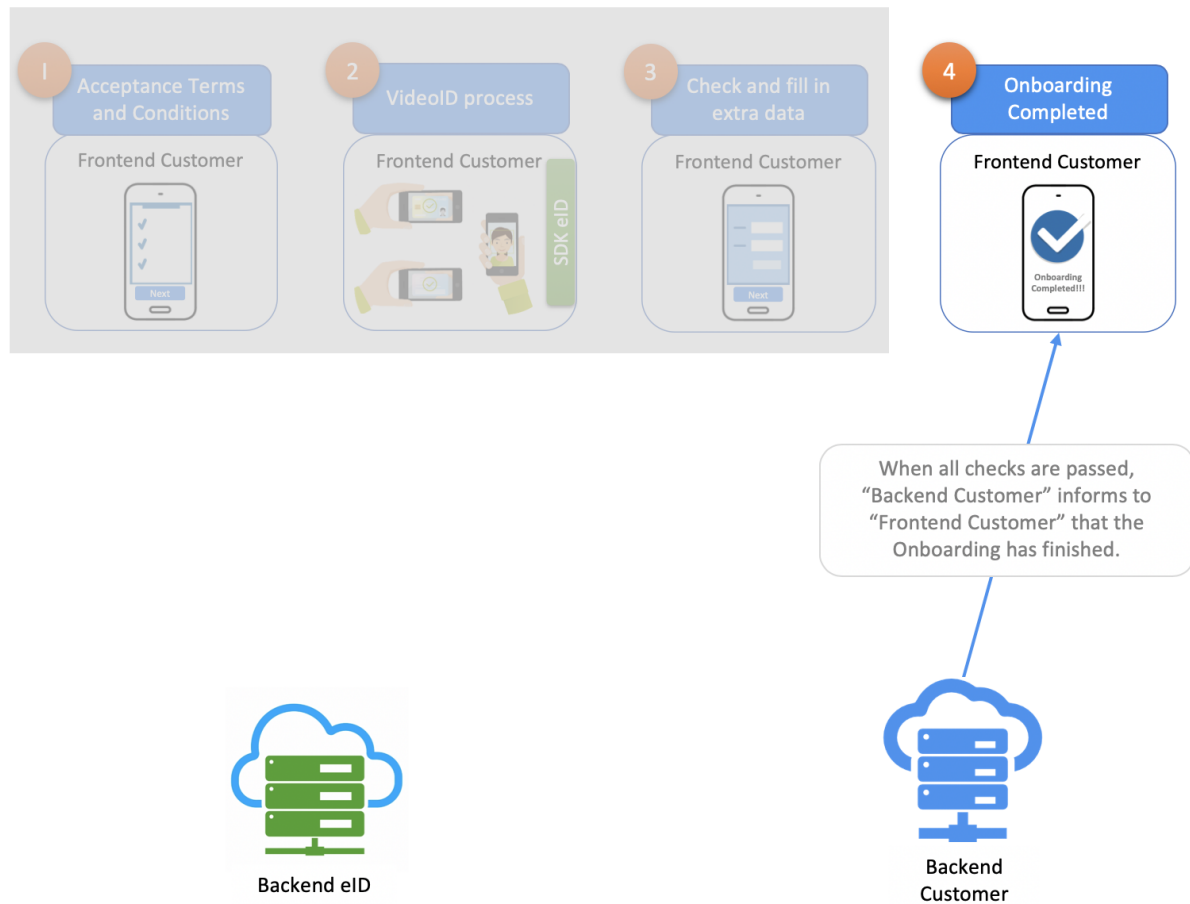 1
Acceptance Terms
and Conditions
Frontend Customer
Next
2
VideoID process
Frontend Customer
SDK eID
3
Check and fill in
extra data
Frontend Customer
Next
4
Onboarding
Completed
Frontend Customer
Onboarding
Completed!!!
When all checks are passed,
“Backend Customer” informs to
“Frontend Customer” that the
Onboarding has finished.
Backend eID
Backend
Customer